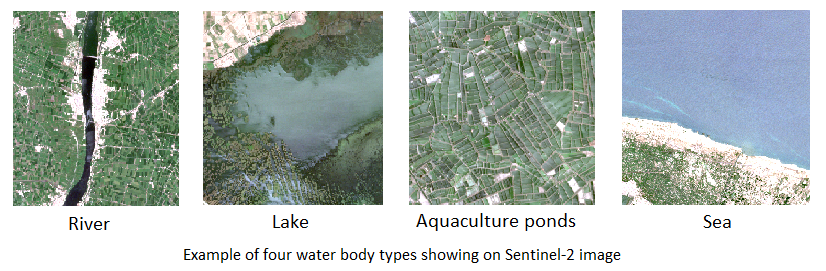 River
Lake
Aquaculture ponds
Sea
Example of four water body types showing on Sentinel-2 image